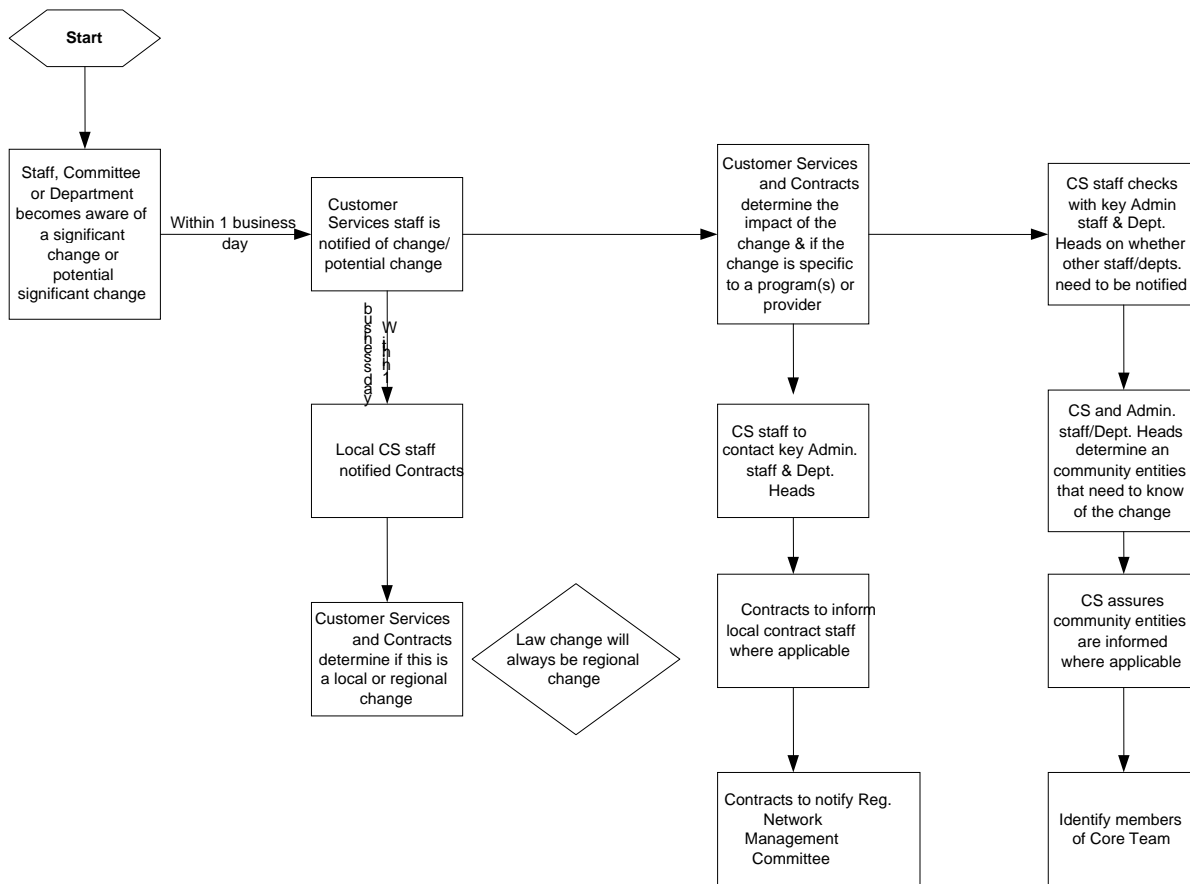 Start
Staff, Committee
or Department
becomes aware of
a significant
change or
potential
significant change
Within 1 business
day
Customer
Services staff is
notified of change/
potential change
Within 1
business day
Local CS staff
notified Contracts
Customer Services
and Contracts
determine if this is
a local or regional
change
Law change will
always be regional
change
Customer Services
and Contracts
determine the
impact of the
change & if the
change is specific
to a program(s) or
provider
CS staff to
contact key Admin.
staff & Dept.
Heads
Contracts to inform
local contract staff
where applicable
Contracts to notify Reg.
Network
Management
Committee
CS staff checks
with key Admin
staff & Dept.
Heads on whether
other staff/depts.
need to be notified
CS and Admin.
staff/Dept. Heads
determine an
community entities
that need to know
of the change
CS assures
community entities
are informed
where applicable
Identify members
of Core Team